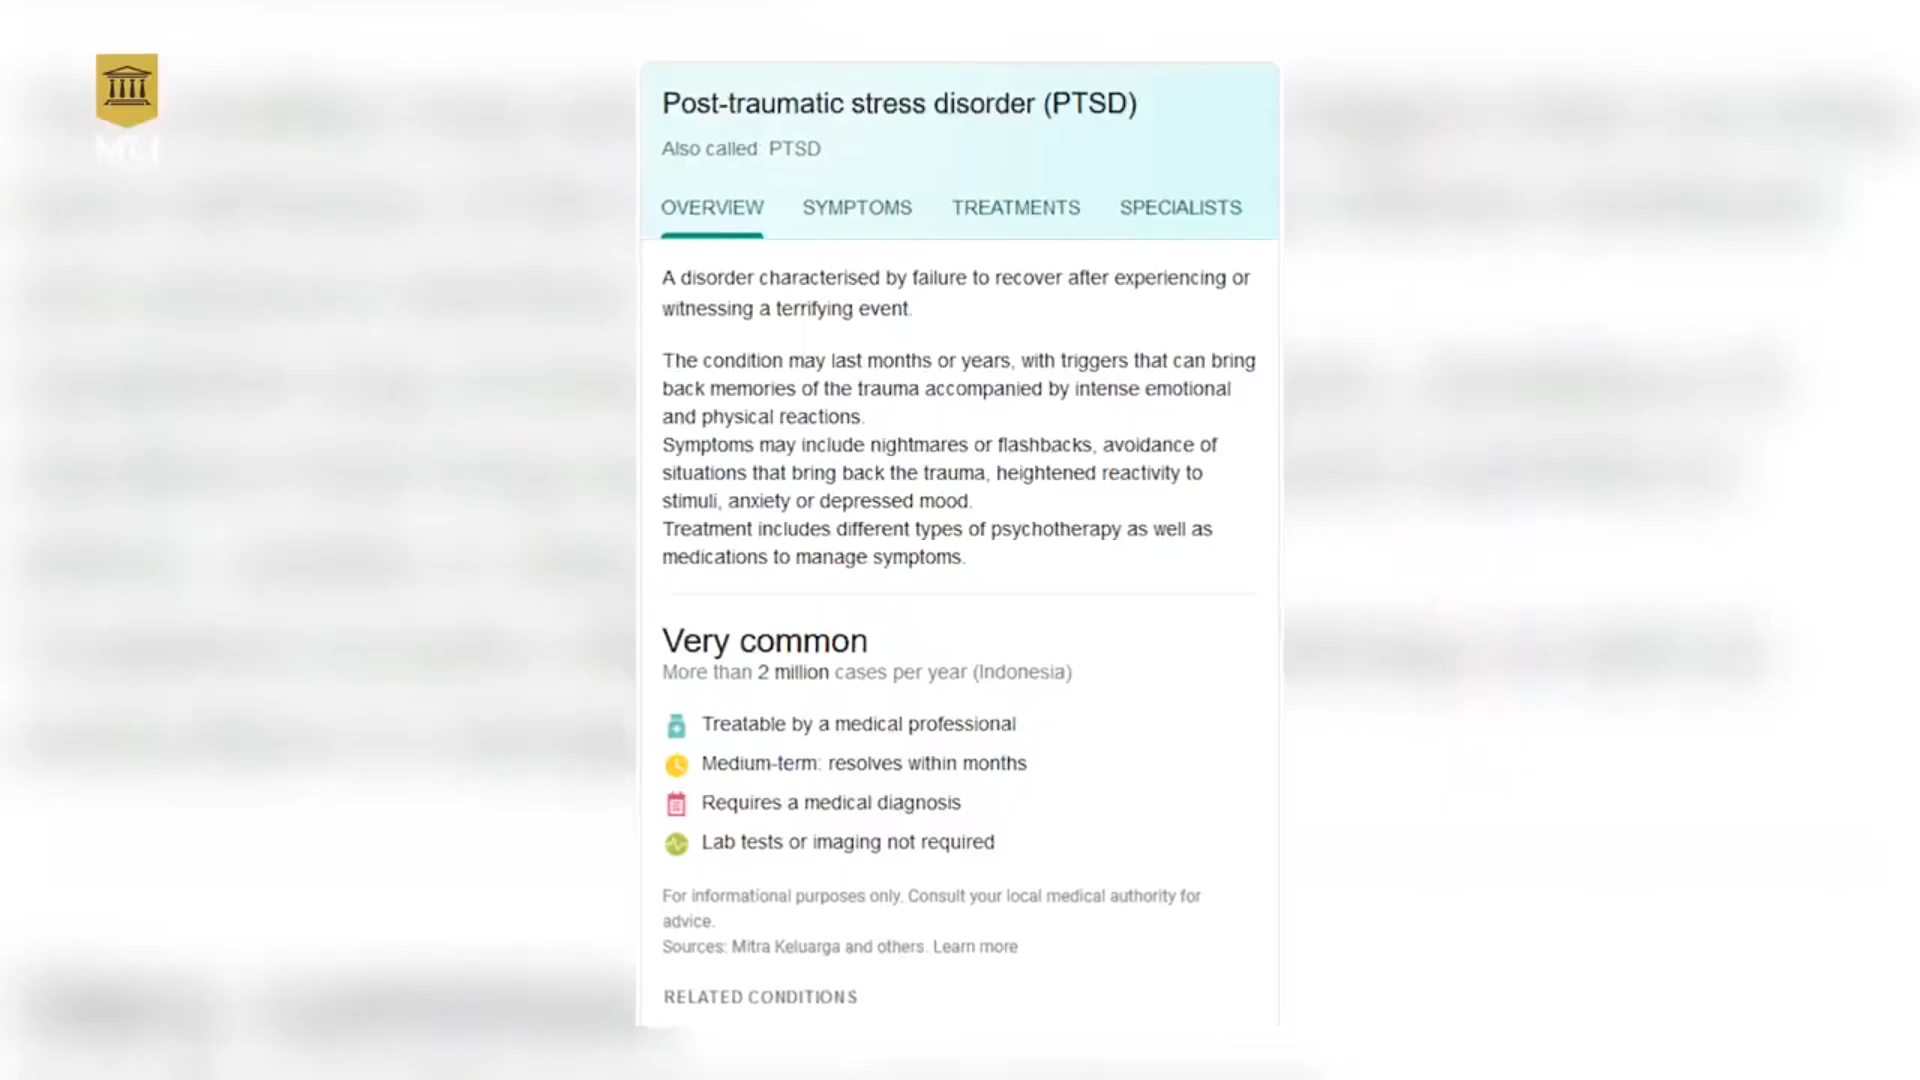 MLI
Post-traumatic stress disorder (PTSD)
Also called: PTSD
OVERVIEW SYMPTOMS TREATMENTS SPECIALISTS
A disorder characterised by failure to recover after experiencing or
witnessing a terrifying event.
The condition may last months or years, with triggers that can bring
back memories of the trauma accompanied by intense emotional
and physical reactions.
Symptoms may include nightmares or flashbacks, avoidance of
situations that bring back the trauma, heightened reactivity to
stimuli, anxiety or depressed mood.
Treatment includes different types of psychotherapy as well as
medications to manage symptoms.
Very common
More than 2 million cases per year (Indonesia)
Treatable by a medical professional
Medium-term: resolves within months
Requires a medical diagnosis
Lab tests or imaging not required
For informational purposes only. Consult your local medical authority for
advice.
Sources: Mitra Keluarga and others. Learn more
RELATED CONDITIONS